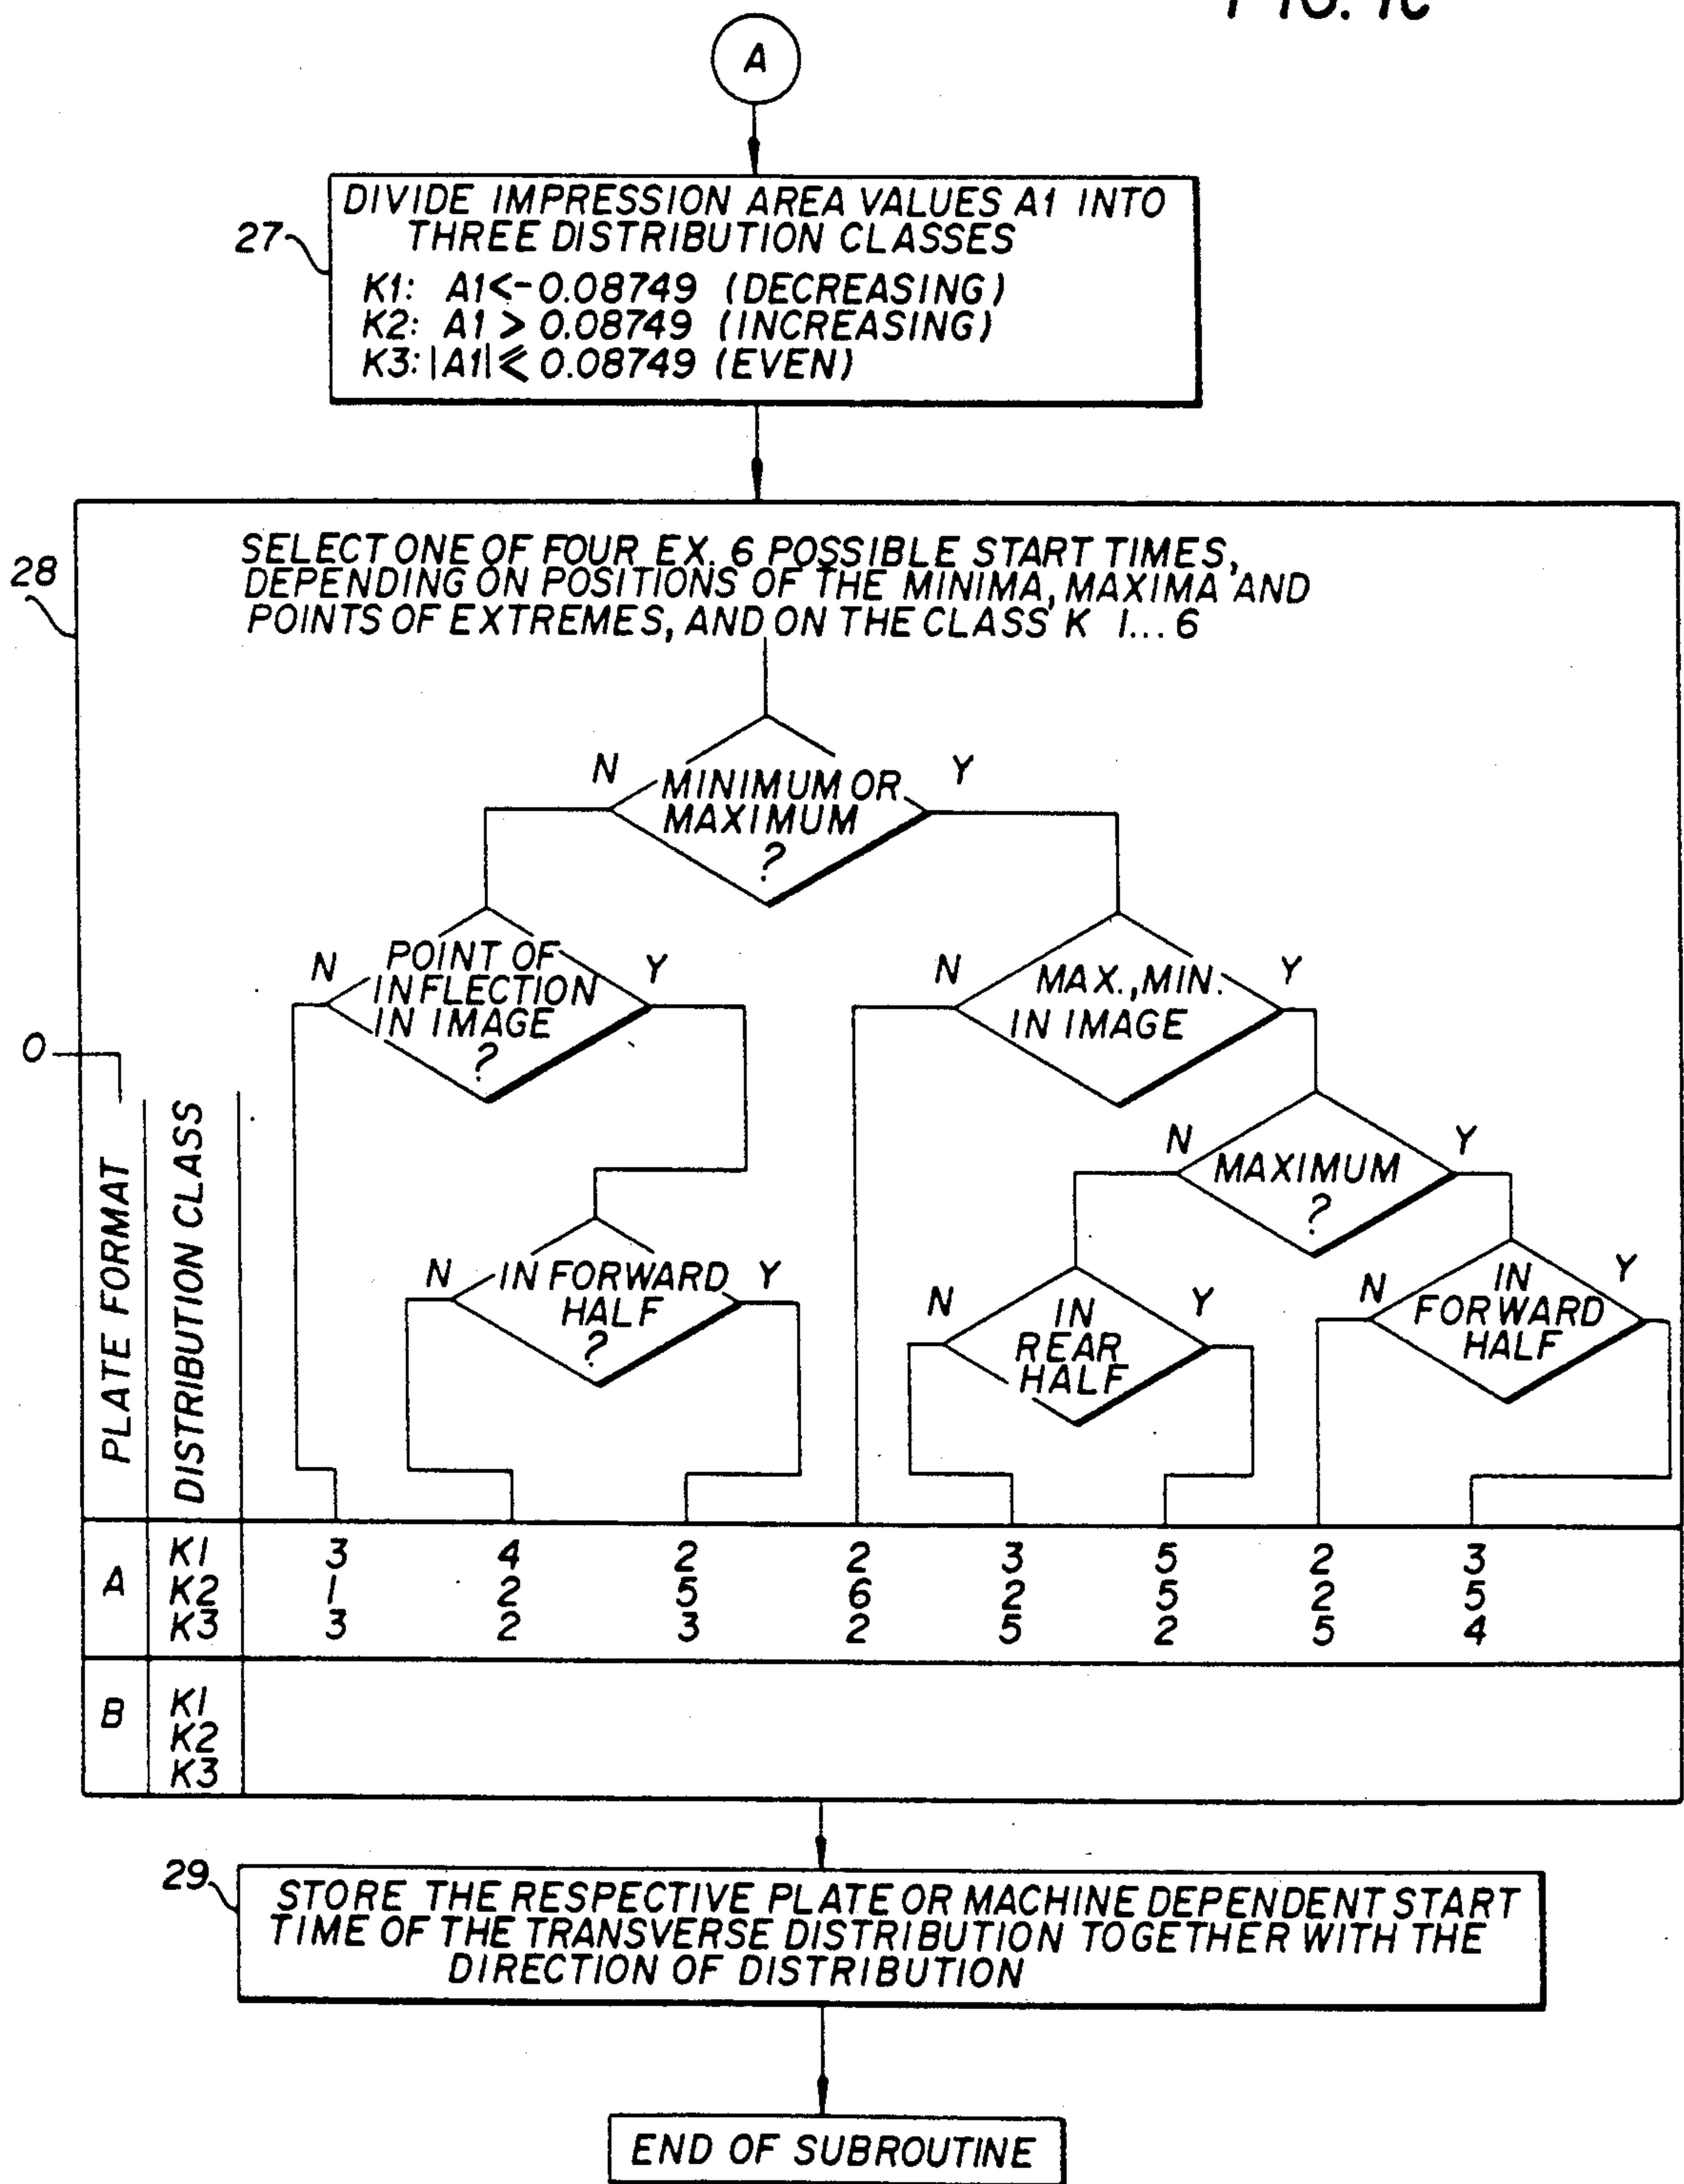 FIG. 1c
A
27
DIVIDE IMPRESSION AREA VALUES A1 INTO
THREE DISTRIBUTION CLASSES
K1: A1<-0.08749 (DECREASING)
K2: A1 > 0.08749 (INCREASING)
K3: |A1| ≤ 0.08749 (EVEN)
28
SELECT ONE OF FOUR EX. 6 POSSIBLE START TIMES,
DEPENDING ON POSITIONS OF THE MINIMA, MAXIMA AND
POINTS OF EXTREMES, AND ON THE CLASS K 1...6
N
MINIMUM OR
MAXIMUM
?
Y
N
POINT OF
INFLECTION
IN IMAGE
?
Y
N
MAX., MIN.
IN IMAGE
Y
O
N
MAXIMUM
?
Y
N
IN FORWARD
HALF
?
Y
N
IN
REAR
HALF
Y
N
IN
FORWARD
HALF
Y
PLATE FORMAT
DISTRIBUTION CLASS
A
K1 3 4 2 2 3 5 2 3
K2 1 2 5 6 2 5 2 5
K3 3 2 3 2 5 2 5 4
B
K1
K2
K3
29
STORE THE RESPECTIVE PLATE OR MACHINE DEPENDENT START
TIME OF THE TRANSVERSE DISTRIBUTION TOGETHER WITH THE
DIRECTION OF DISTRIBUTION
END OF SUBROUTINE